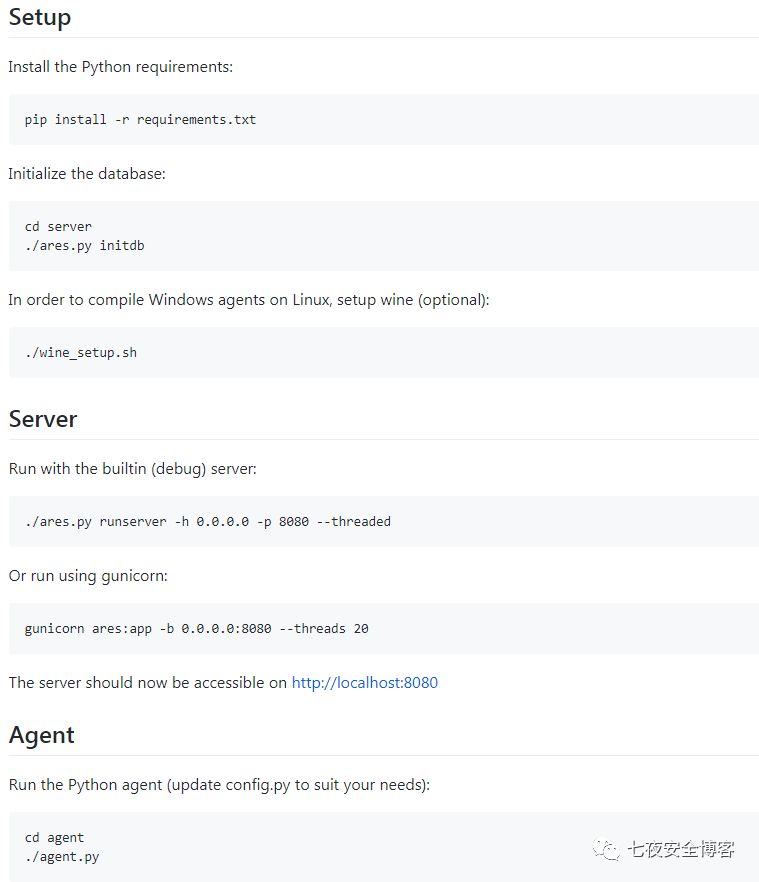 Setup
Install the Python requirements:
pip install -r requirements.txt
Initialize the database:
cd server
./ares.py initdb
In order to compile Windows agents on Linux, setup wine (optional):
./wine_setup.sh
Server
Run with the builtin (debug) server:
./ares.py runserver -h 0.0.0.0 -p 8080 --threaded
Or run using gunicorn:
gunicorn ares:app -b 0.0.0.0:8080 --threads 20
The server should now be accessible on http://localhost:8080
Agent
Run the Python agent (update config.py to suit your needs):
cd agent
./agent.py
七夜安全博客